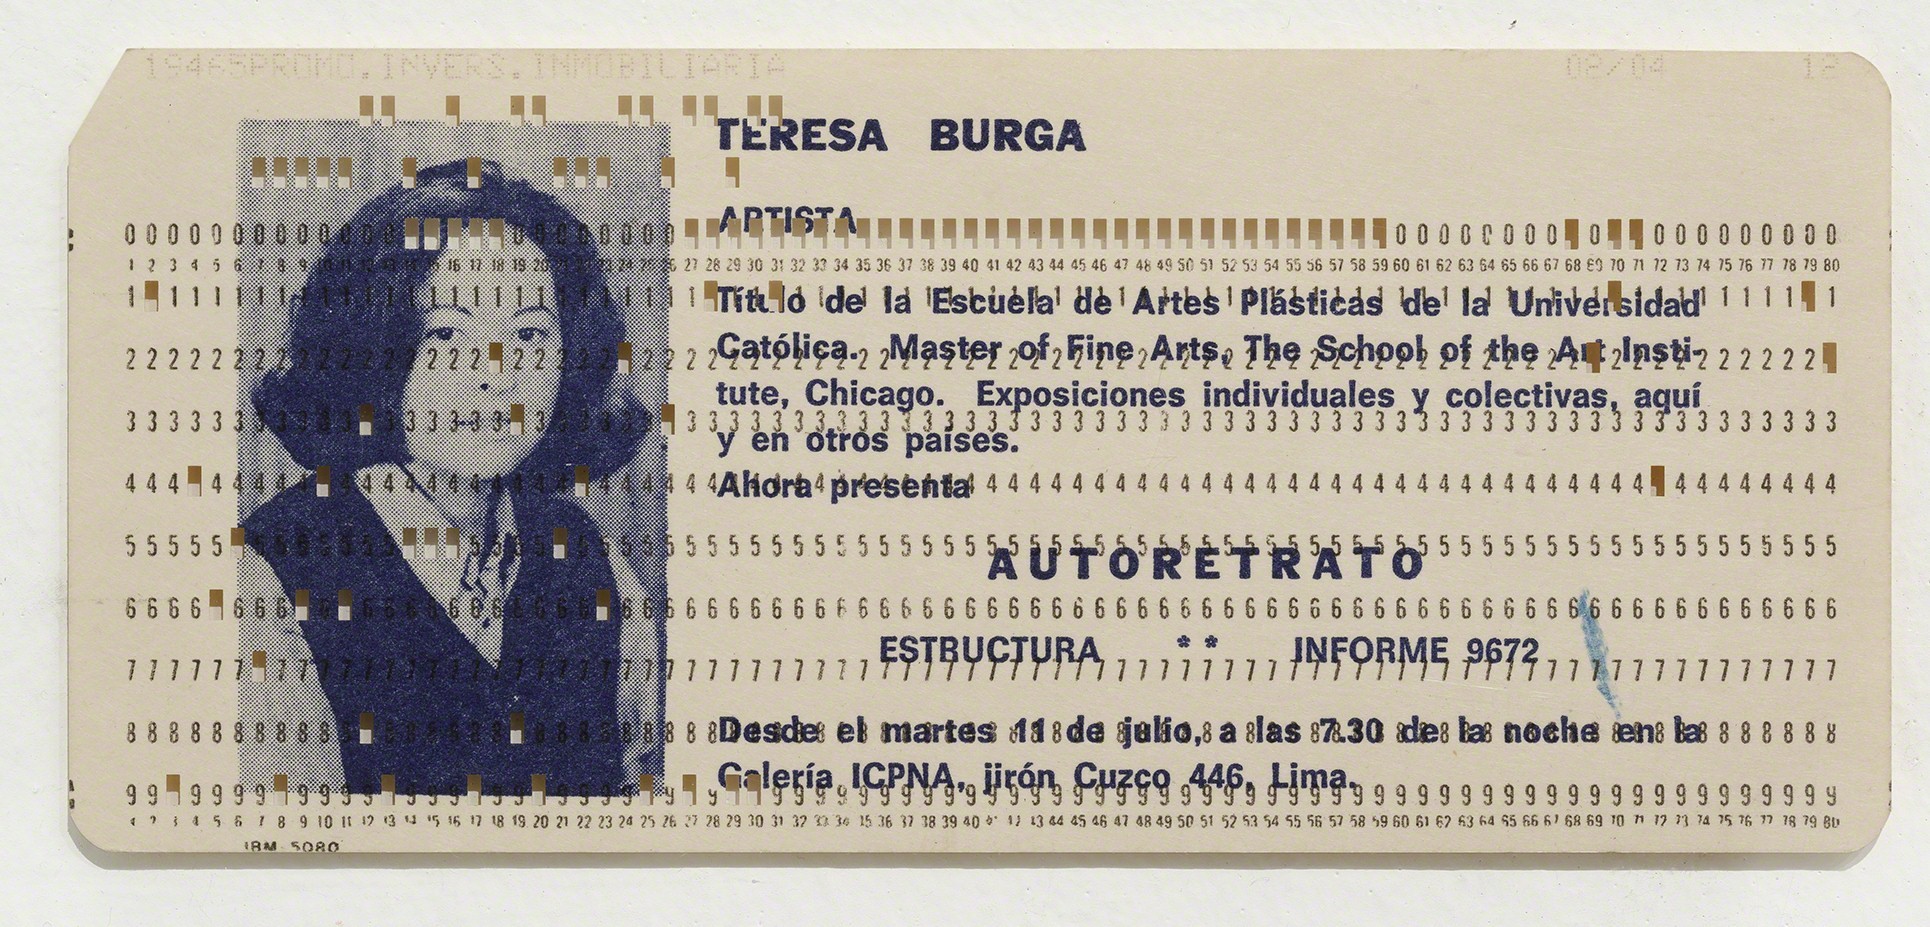 19465PROMO.INVERS.INMOBILIARIA 02/04 12
TERESA BURGA
ARTISTA
Título de la Escuela de Artes Plásticas de la Universidad
Católica. Master of Fine Arts, The School of the Art Insti-
tute, Chicago. Exposiciones individuales y colectivas, aquí
y en otros países.
Ahora presenta
AUTORETRATO
ESTRUCTURA * * INFORME 9672
Desde el martes 11 de julio, a las 7.30 de la noche en la
Galería ICPNA, jirón Cuzco 446, Lima.
IBM 5080